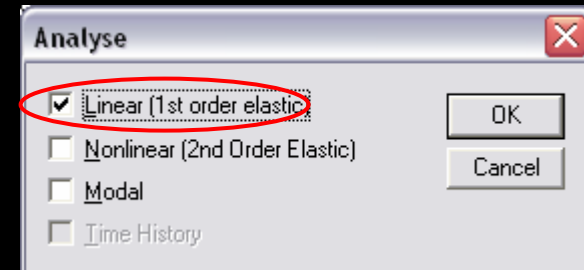 Analyse
Linear (1st order elastic)
OK
Nonlinear (2nd Order Elastic)
Cancel
Modal
Time History